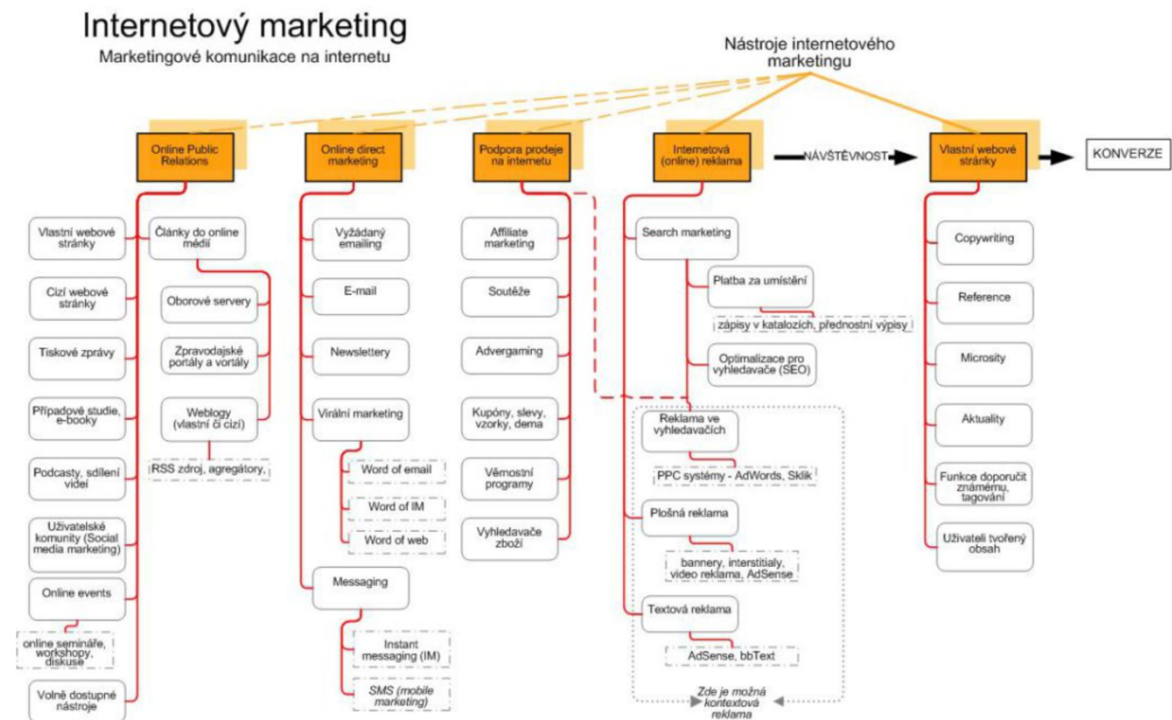 Internetový marketing
Marketingové komunikace na internetu
Nástroje internetového
marketingu
Online Public
Relations
Online direct
marketing
Podpora prodeje
na internetu
Internetová
(online) reklama
NÁVŠTĚVNOST
Vlastní webové
stránky
KONVERZE
Vlastní webové
stránky
Cizí webové
stránky
Tiskové zprávy
Případové studie,
e-booky
Podcasty, sdílení
videí
Uživatelské
komunity (Social
media marketing)
Online events
online semináře,
workshopy,
diskuse
Volně dostupné
nástroje
Články do online
médií
Oborové servery
Zpravodajské
portály a vortály
Weblogy
(vlastní či cizí)
RSS zdroj, agregátory,
Vyžádaný
emailing
E-mail
Newslettery
Virální marketing
Word of email
Word of IM
Word of web
Messaging
Instant
messaging (IM)
SMS (mobile
marketing)
Affiliate
marketing
Soutěže
Advergaming
Kupóny, slevy,
vzorky, dema
Věrnostní
programy
Vyhledavače
zboží
Search marketing
Platba za umístění
zápisy v katalozích, přednostní výpisy
Optimalizace pro
vyhledavače (SEO)
Reklama ve
vyhledavačích
PPC systémy - AdWords, Sklik
Plošná reklama
bannery, interstitialy,
video reklama, AdSense
Textová reklama
AdSense, bbText
Zde je možná
kontextová
reklama
Copywriting
Reference
Microsity
Aktuality
Funkce doporučit
známému,
tagování
Uživateli tvořený
obsah